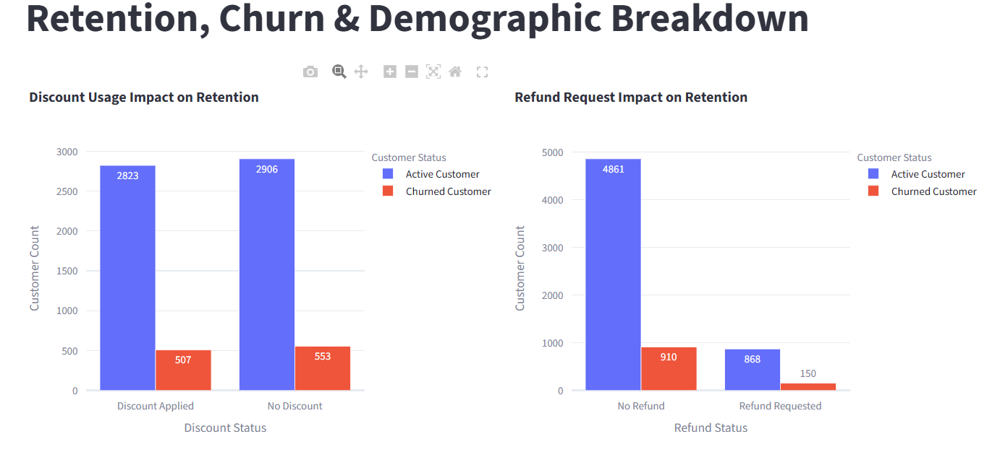 Retention, Churn & Demographic Breakdown
Discount Usage Impact on Retention
Customer Count
3000
2500
2000
1500
1000
500
0
2823
507
2906
553
Discount Applied
No Discount
Discount Status
Customer Status
Active Customer
Churned Customer
Refund Request Impact on Retention
Customer Count
5000
4000
3000
2000
1000
0
4861
910
868
150
No Refund
Refund Requested
Refund Status
Customer Status
Active Customer
Churned Customer